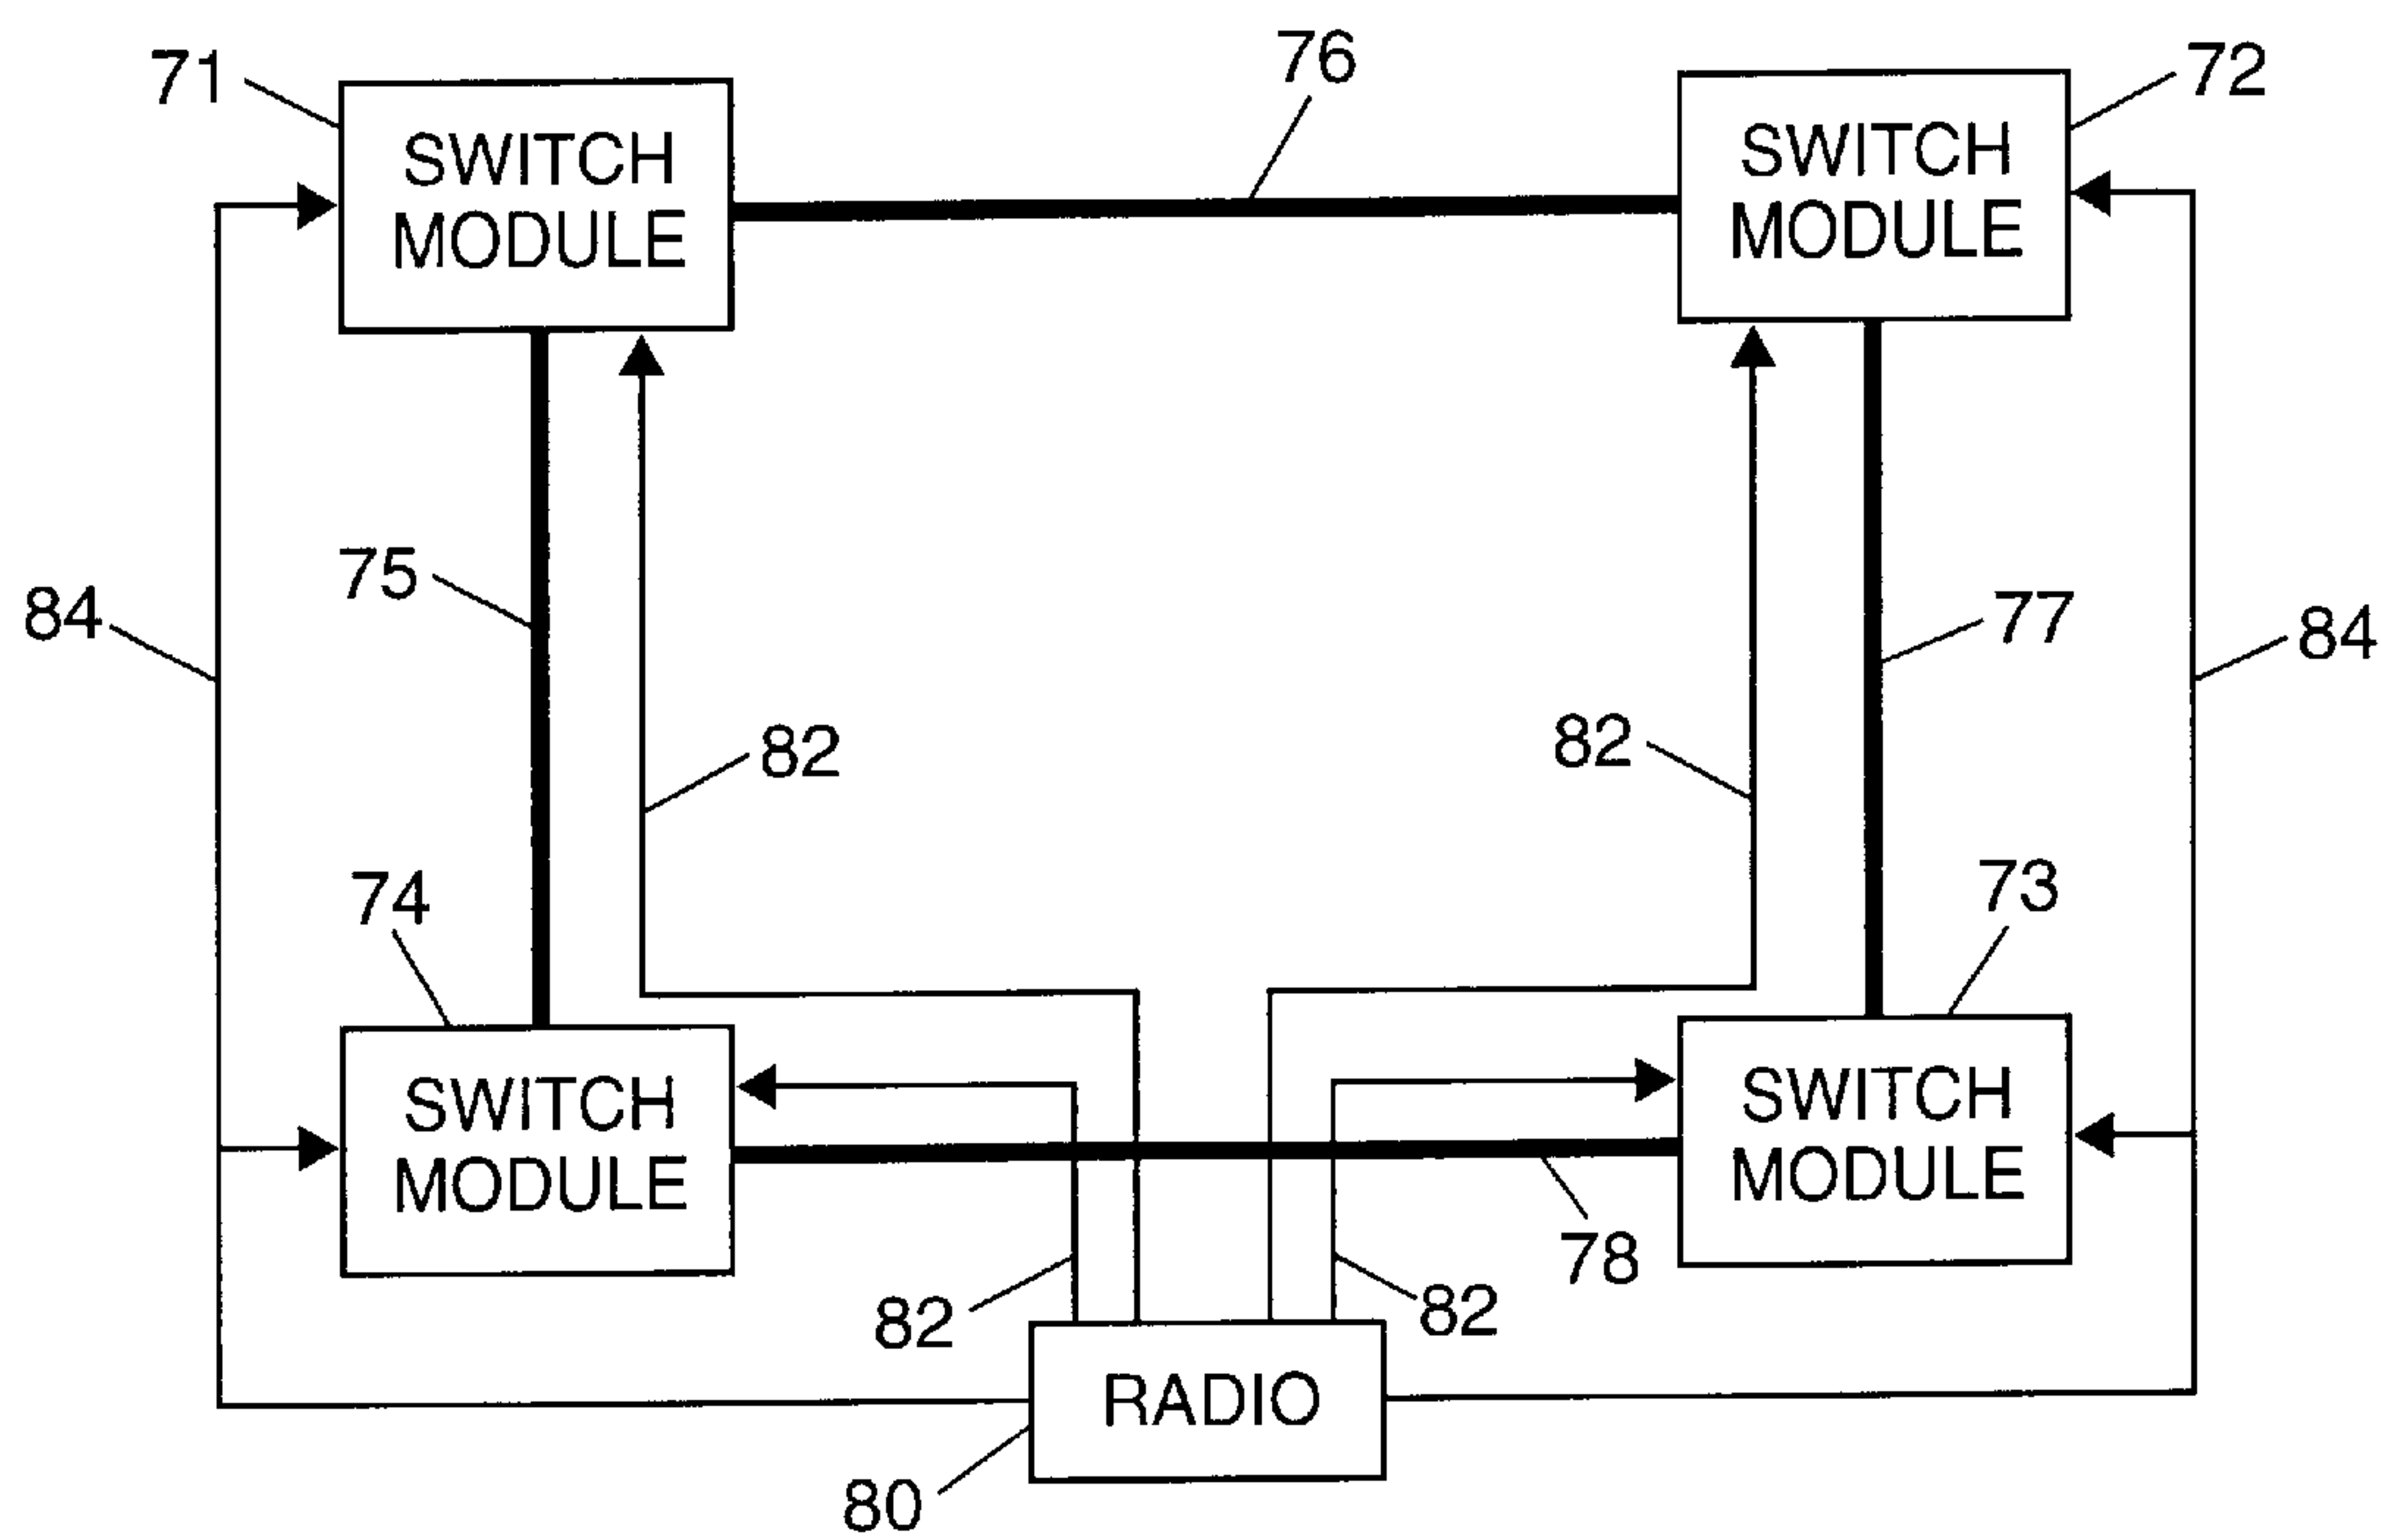 76
71
72
SWITCH
MODULE
SWITCH
MODULE
75
84
77
84
82
82
74
73
SWITCH
MODULE
SWITCH
MODULE
78
82
82
RADIO
80